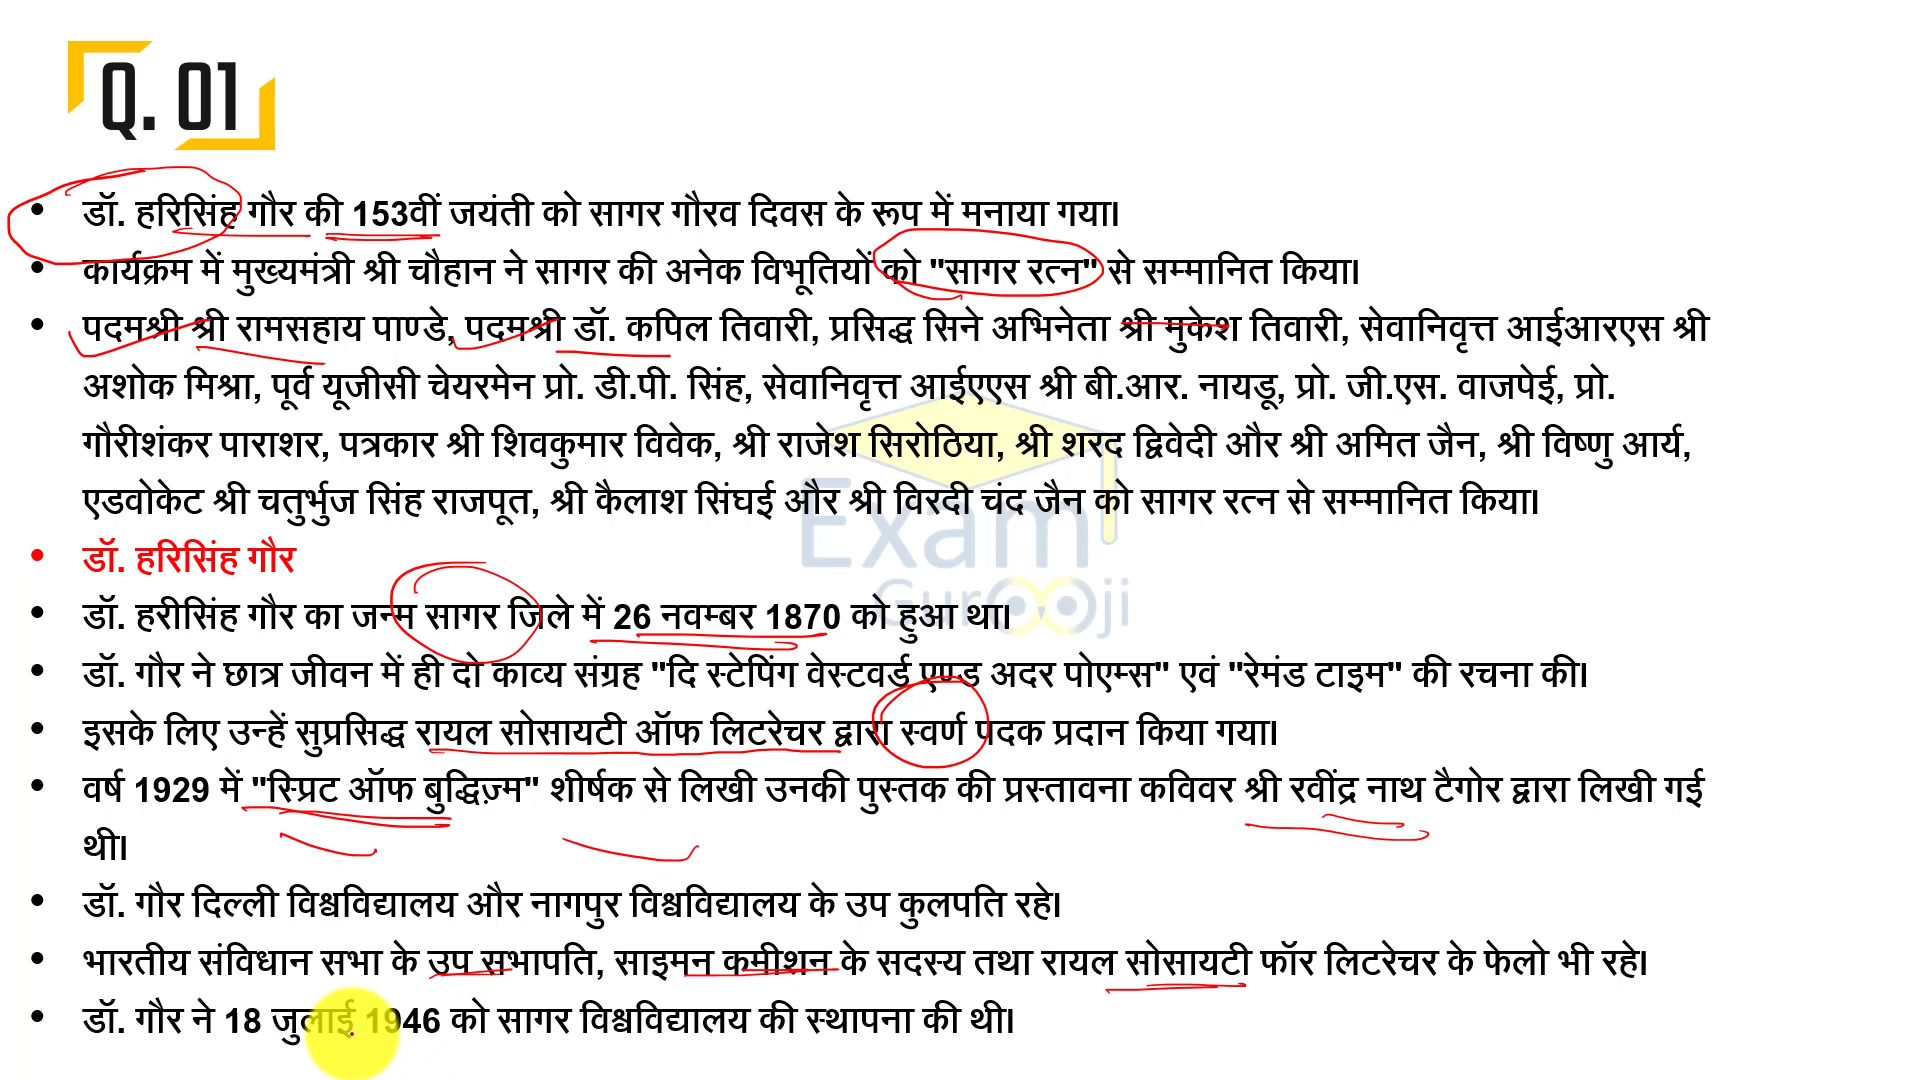 Q. 01
• डॉ. हरिसिंह गौर की 153वीं जयंती को सागर गौरव दिवस के रूप में मनाया गया।
• कार्यक्रम में मुख्यमंत्री श्री चौहान ने सागर की अनेक विभूतियों को "सागर रत्न" से सम्मानित किया।
• पदमश्री श्री रामसहाय पाण्डे, पदमश्री डॉ. कपिल तिवारी, प्रसिद्ध सिने अभिनेता श्री मुकेश तिवारी, सेवानिवृत्त आईआरएस श्री
अशोक मिश्रा, पूर्व यूजीसी चेयरमेन प्रो. डी.पी. सिंह, सेवानिवृत्त आईएएस श्री बी.आर. नायडू, प्रो. जी.एस. वाजपेई, प्रो.
गौरीशंकर पाराशर, पत्रकार श्री शिवकुमार विवेक, श्री राजेश सिरोठिया, श्री शरद द्विवेदी और श्री अमित जैन, श्री विष्णु आर्य,
एडवोकेट श्री चतुर्भुज सिंह राजपूत, श्री कैलाश सिंघई और श्री विरदी चंद जैन को सागर रत्न से सम्मानित किया।
Exam
Gurooji
• डॉ. हरिसिंह गौर
• डॉ. हरीसिंह गौर का जन्म सागर जिले में 26 नवम्बर 1870 को हुआ था।
• डॉ. गौर ने छात्र जीवन में ही दो काव्य संग्रह "दि स्टेपिंग वेस्टवर्ड एण्ड अदर पोएम्स" एवं "रेमंड टाइम" की रचना की।
• इसके लिए उन्हें सुप्रसिद्ध रायल सोसायटी ऑफ लिटरेचर द्वारा स्वर्ण पदक प्रदान किया गया।
• वर्ष 1929 में "स्प्रिट ऑफ बुद्धिज़्म" शीर्षक से लिखी उनकी पुस्तक की प्रस्तावना कविवर श्री रवींद्र नाथ टैगोर द्वारा लिखी गई
थी।
• डॉ. गौर दिल्ली विश्वविद्यालय और नागपुर विश्वविद्यालय के उप कुलपति रहे।
• भारतीय संविधान सभा के उप सभापति, साइमन कमीशन के सदस्य तथा रायल सोसायटी फॉर लिटरेचर के फेलो भी रहे।
• डॉ. गौर ने 18 जुलाई 1946 को सागर विश्वविद्यालय की स्थापना की थी।